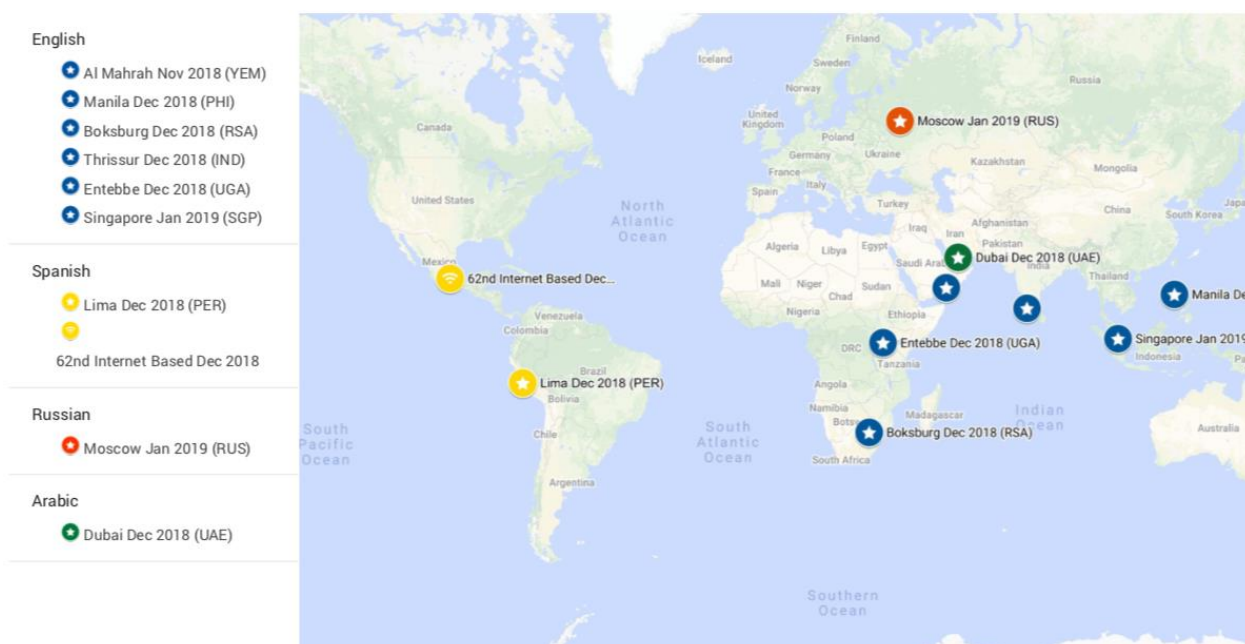 English
Al Mahrah Nov 2018 (YEM)
Manila Dec 2018 (PHI)
Boksburg Dec 2018 (RSA)
Thrissur Dec 2018 (IND)
Entebbe Dec 2018 (UGA)
Singapore Jan 2019 (SGP)
Spanish
Lima Dec 2018 (PER)
62nd Internet Based Dec 2018
Russian
Moscow Jan 2019 (RUS)
Arabic
Dubai Dec 2018 (UAE)
Finland
Iceland
Sweden
Russia
Norway
Canada
United
Kingdom
Moscow Jan 2019 (RUS)
Poland
Germany
Ukraine
Kazakhstan
Mongolia
France
Italy
Spain
Turkey
United States
North
Atlantic
Ocean
China
South Korea
Japa
Afghanistan
Iraq
Iran
Pakistan
Algeria
Libya
Egypt
Saudi Arab
Dubai Dec 2018 (UAE)
India
Mexico
62nd Internet Based Dec...
Mali
Niger
Sudan
Chad
Thailand
Manila De
Nigeria
Ethiopia
Venezuela
Colombia
Entebbe Dec 2018 (UGA)
Singapore Jan 2019
Indonesia
Pa
DRC
Tanzania
Brazil
Lima Dec 2018 (PER)
Bolivia
Angola
Namibia
Bots
Madagascar
Indian
Ocean
Boksburg Dec 2018 (RSA)
South
Pacific
Ocean
Chile
South
Atlantic
Ocean
South Africa
Australia
Argentina
Southern
Ocean